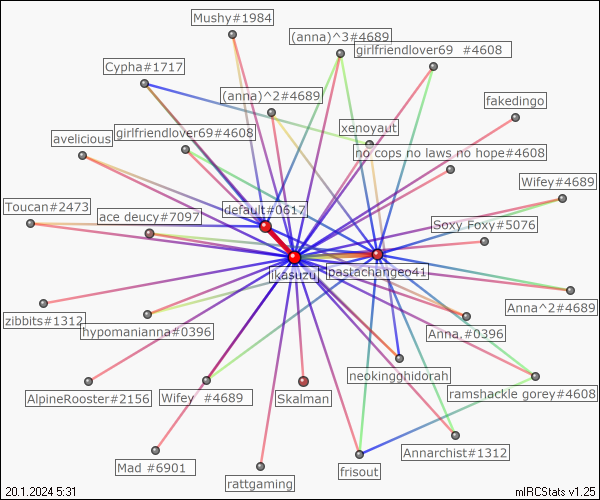 Mushy#1984
(anna)^3#4689
girlfriendlover69   #4608
Cypha#1717
(anna)^2#4689
fakedingo
xenoyaut
girlfriendlover69#4608
avelicious
no cops no laws no hope#4608
Wifey#4689
Toucan#2473
default#0617
ace deucy#7097
Soxy Foxy#5076
ikasuzu
pastachange041
Anna^2#4689
zibbits#1312
hypomanianna#0396
Anna.#0396
neokingghidorah
ramshackle gorey#4608
AlpineRooster#2156
Wifey   #4689
Skalman
Annarchist#1312
Mad #6901
frisout
rattgaming
20.1.2024 5:31
mIRCStats v1.25